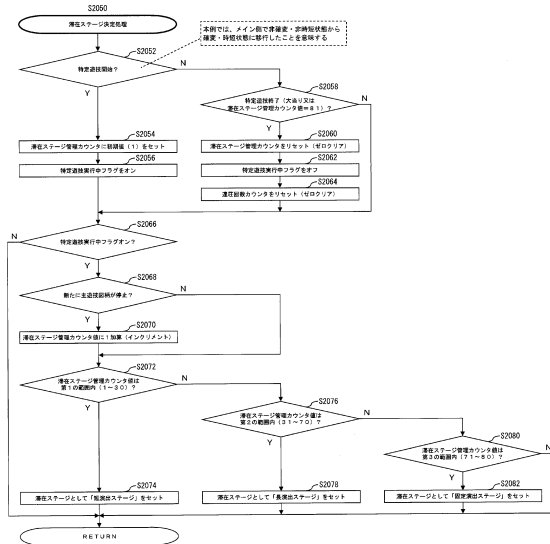 S2050
滞在ステージ決定処理
本例では、メイン側で非確変・非時短状態から
確変・時短状態に移行したことを意味する
S2052
特定遊技開始？
N
Y
S2058
特定遊技終了（大当り又は
滞在ステージ管理カウンタ値＝81）？
N
Y
S2054
滞在ステージ管理カウンタに初期値（1）をセット
S2056
特定遊技実行中フラグをオン
S2060
滞在ステージ管理カウンタをリセット（ゼロクリア）
S2062
特定遊技実行中フラグをオフ
S2064
連荘回数カウンタをリセット（ゼロクリア）
S2066
特定遊技実行中フラグオン？
N
Y
S2068
新たに主遊技図柄が停止？
N
Y
S2070
滞在ステージ管理カウンタ値に1加算（インクリメント）
S2072
滞在ステージ管理カウンタ値は
第1の範囲内（1～30）？
N
Y
S2076
滞在ステージ管理カウンタ値は
第2の範囲内（31～70）？
N
Y
S2080
滞在ステージ管理カウンタ値は
第3の範囲内（71～80）？
N
Y
S2074
滞在ステージとして「短演出ステージ」をセット
S2078
滞在ステージとして「長演出ステージ」をセット
S2082
滞在ステージとして「固定演出ステージ」をセット
RETURN